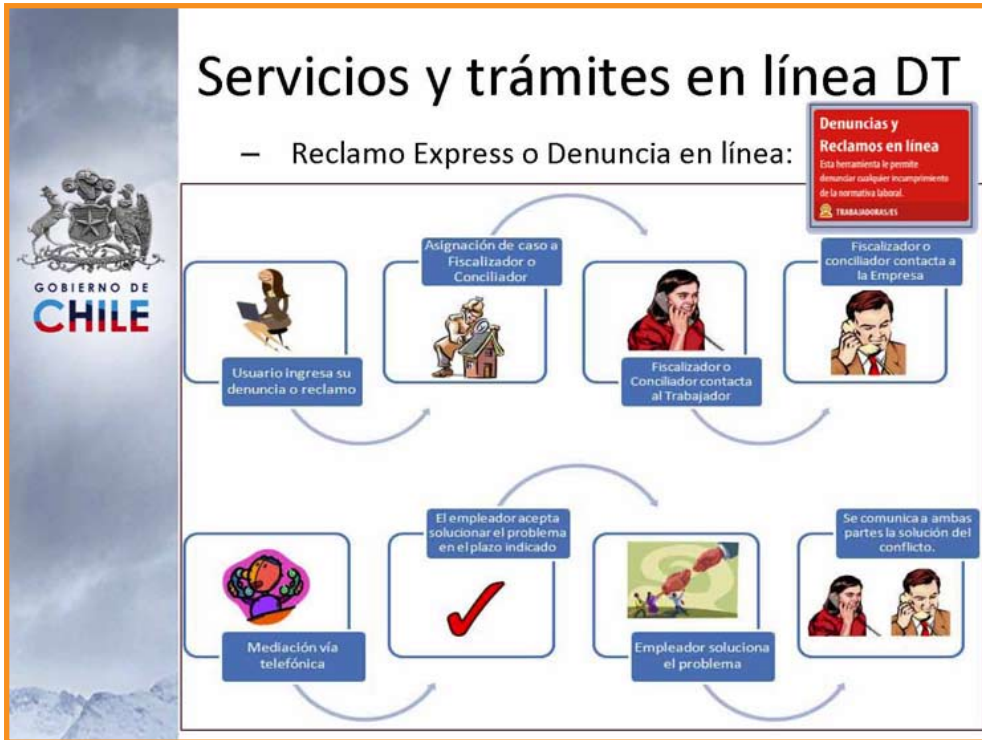 Servicios y trámites en línea DT
– Reclamo Express o Denuncia en línea:
Denuncias y
Reclamos en línea
Esta herramienta le permite
denunciar cualquier incumprimiento
de la normativa laboral.
TRABAJADORAS/ES
GOBIERNO DE
CHILE
Usuario ingresa su
denuncia o reclamo
Asignación de caso a
Fiscalizador o
Conciliador
Fiscalizador o
Conciliador contacta
al Trabajador
Fiscalizador o
conciliador contacta a
la Empresa
Mediación vía
telefónica
El empleador acepta
solucionar el problema
en el plazo indicado
Empleador soluciona
el problema
Se comunica a ambas
partes la solución del
conflicto.